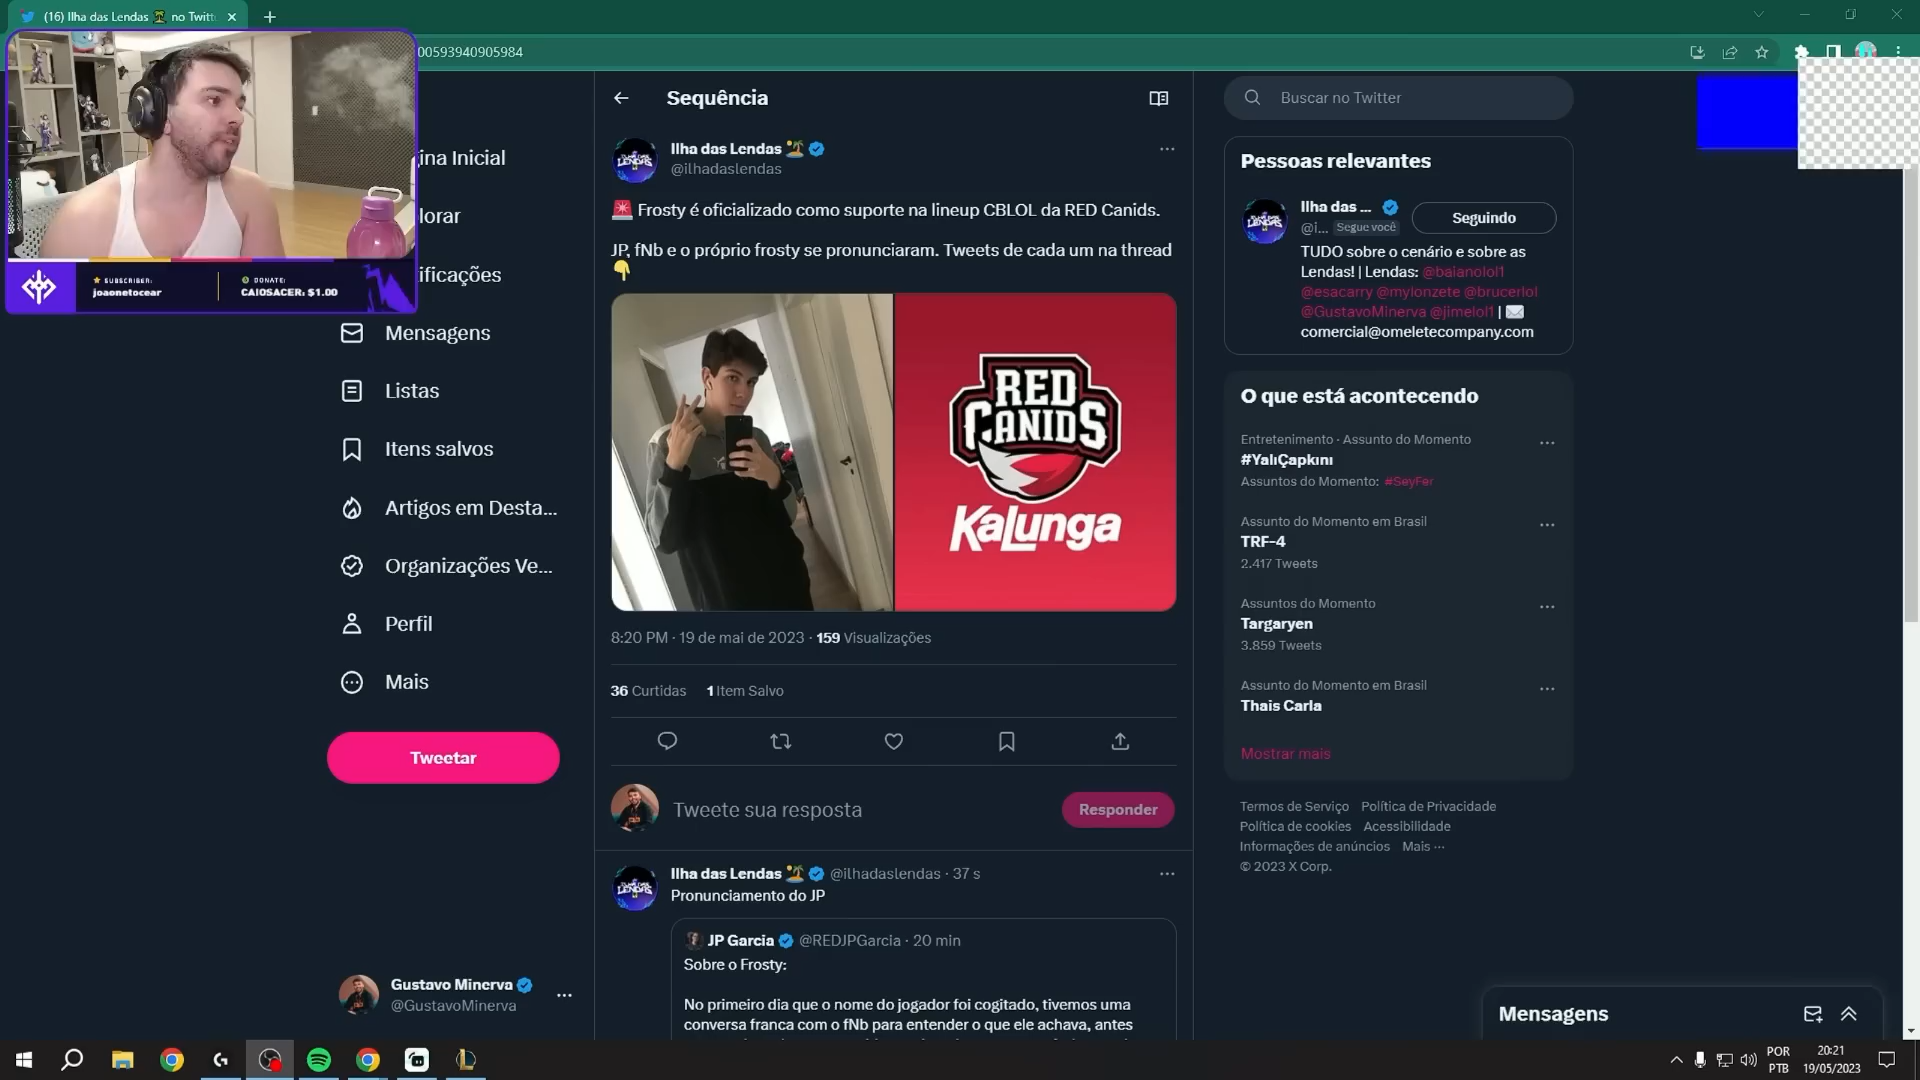 (16) Ilha das Lendas 🏝 no Twitt
00593940905984
ina Inicial
lorar
ificações
Mensagens
Listas
Itens salvos
Artigos em Desta...
Organizações Ve...
Perfil
Mais
Tweetar
Gustavo Minerva
@GustavoMinerva
SUBSCRIBER:
joaonetocear
DONATE:
CAIOSACER: $1.00
Sequência
Ilha das Lendas 🏝
@ilhadaslendas
🚨 Frosty é oficializado como suporte na lineup CBLOL da RED Canids.
JP, fNb e o próprio frosty se pronunciaram. Tweets de cada um na thread
👇
RED
CANIDS
Kalunga
8:20 PM · 19 de mai de 2023 · 159 Visualizações
36 Curtidas 1 Item Salvo
Tweete sua resposta
Responder
Ilha das Lendas 🏝 @ilhadaslendas · 37 s
Pronunciamento do JP
JP Garcia @REDJPGarcia · 20 min
Sobre o Frosty:
No primeiro dia que o nome do jogador foi cogitado, tivemos uma
conversa franca com o fNb para entender o que ele achava, antes
Buscar no Twitter
Pessoas relevantes
Ilha das ...
@i... Segue você
Seguindo
TUDO sobre o cenário e sobre as
Lendas! | Lendas: @baianolol1
@esacarry @mylonzete @brucerlol
@GustavoMinerva @jimelol1 | ✉️
comercial@omeletecompany.com
O que está acontecendo
Entretenimento · Assunto do Momento
#YalıÇapkını
Assuntos do Momento: #SeyFer
Assunto do Momento em Brasil
TRF-4
2.417 Tweets
Assuntos do Momento
Targaryen
3.859 Tweets
Assunto do Momento em Brasil
Thais Carla
Mostrar mais
Termos de Serviço Política de Privacidade
Política de cookies Acessibilidade
Informações de anúncios Mais ···
© 2023 X Corp.
Mensagens
POR
PTB
20:21
19/05/2023